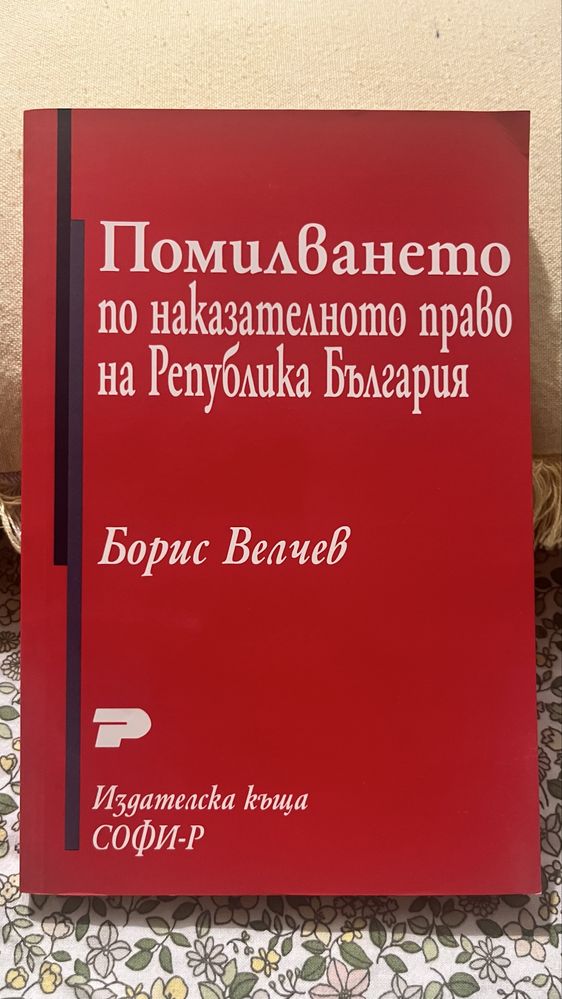 Помилването
по наказателното право
на Република България
Борис Велчев
Р
Издателска къща
СОФИ-Р